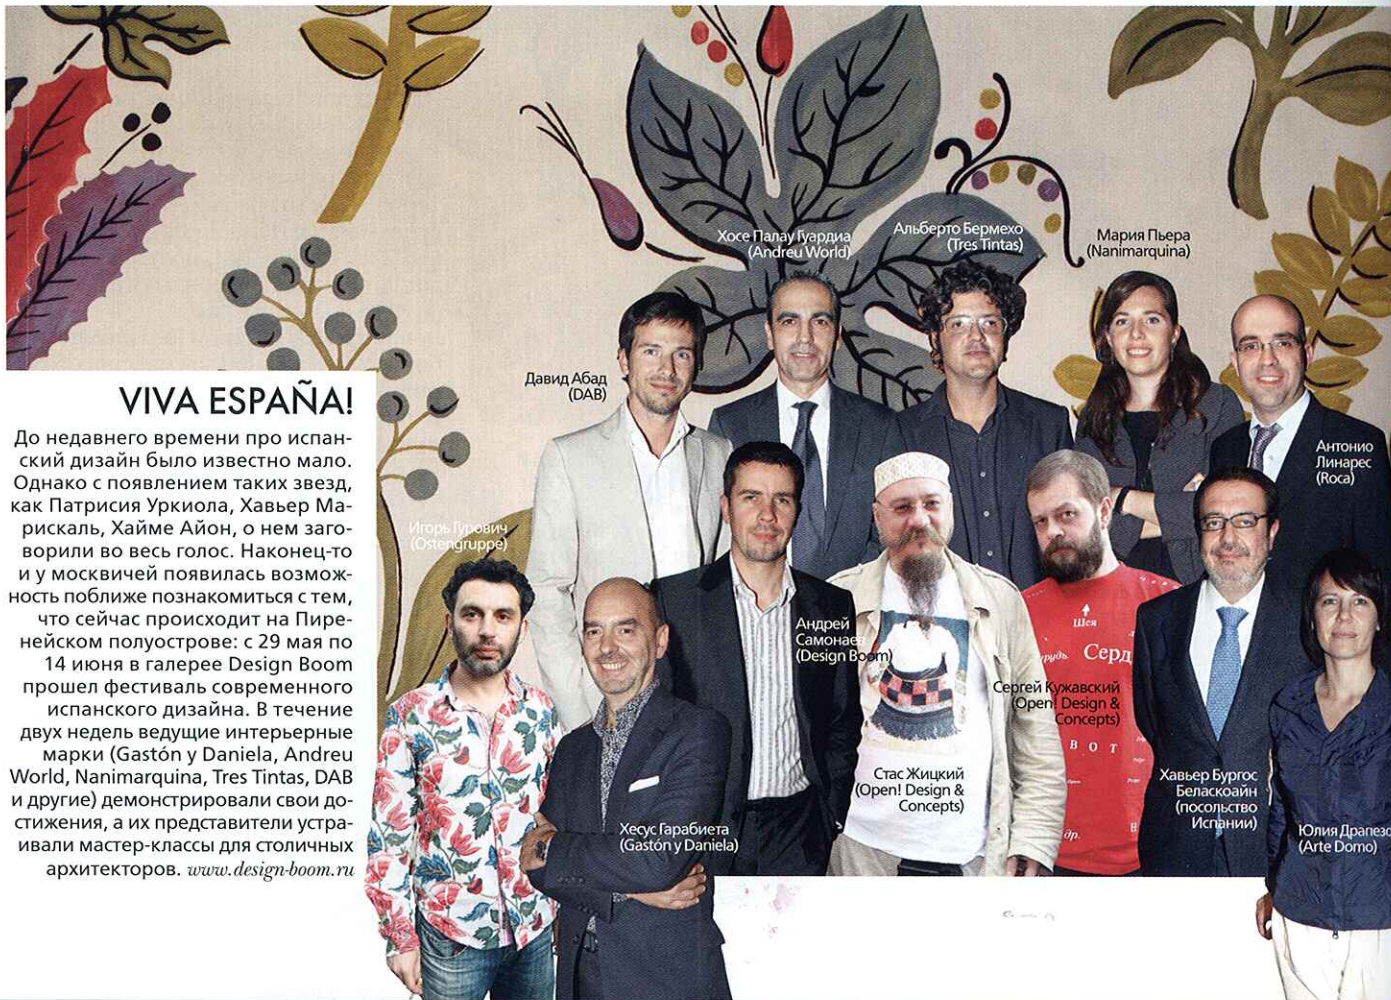 VIVA ESPAÑA!
До недавнего времени про испан-
ский дизайн было известно мало.
Однако с появлением таких звезд,
как Патрисия Уркиола, Хавьер Ма-
рискаль, Хайме Айон, о нем заго-
ворили во весь голос. Наконец-то
и у москвичей появилась возмож-
ность поближе познакомиться с тем,
что сейчас происходит на Пире-
нейском полуострове: с 29 мая по
14 июня в галерее Design Boom
прошел фестиваль современного
испанского дизайна. В течение
двух недель ведущие интерьерные
марки (Gastón y Daniela, Andreu
World, Nanimarquina, Tres Tintas, DAB
и другие) демонстрировали свои до-
стижения, а их представители устра-
ивали мастер-классы для столичных
архитекторов. www.design-boom.ru
Игорь Гурович
(Ostengruppe)
Давид Абад
(DAB)
Хосе Палау Гуардиа
(Andreu World)
Альберто Бермехо
(Tres Tintas)
Мария Пьера
(Nanimarquina)
Антонио
Линарес
(Roca)
Хесус Гарабиета
(Gastón y Daniela)
Андрей
Самонаев
(Design Boom)
Стас Жицкий
(Open! Design &
Concepts)
Сергей Кужавский
(Open! Design &
Concepts)
Хавьер Бургос
Беласкоайн
(посольство
Испании)
Юлия Драпезо
(Arte Domo)
Шея
Серд
ВОТ